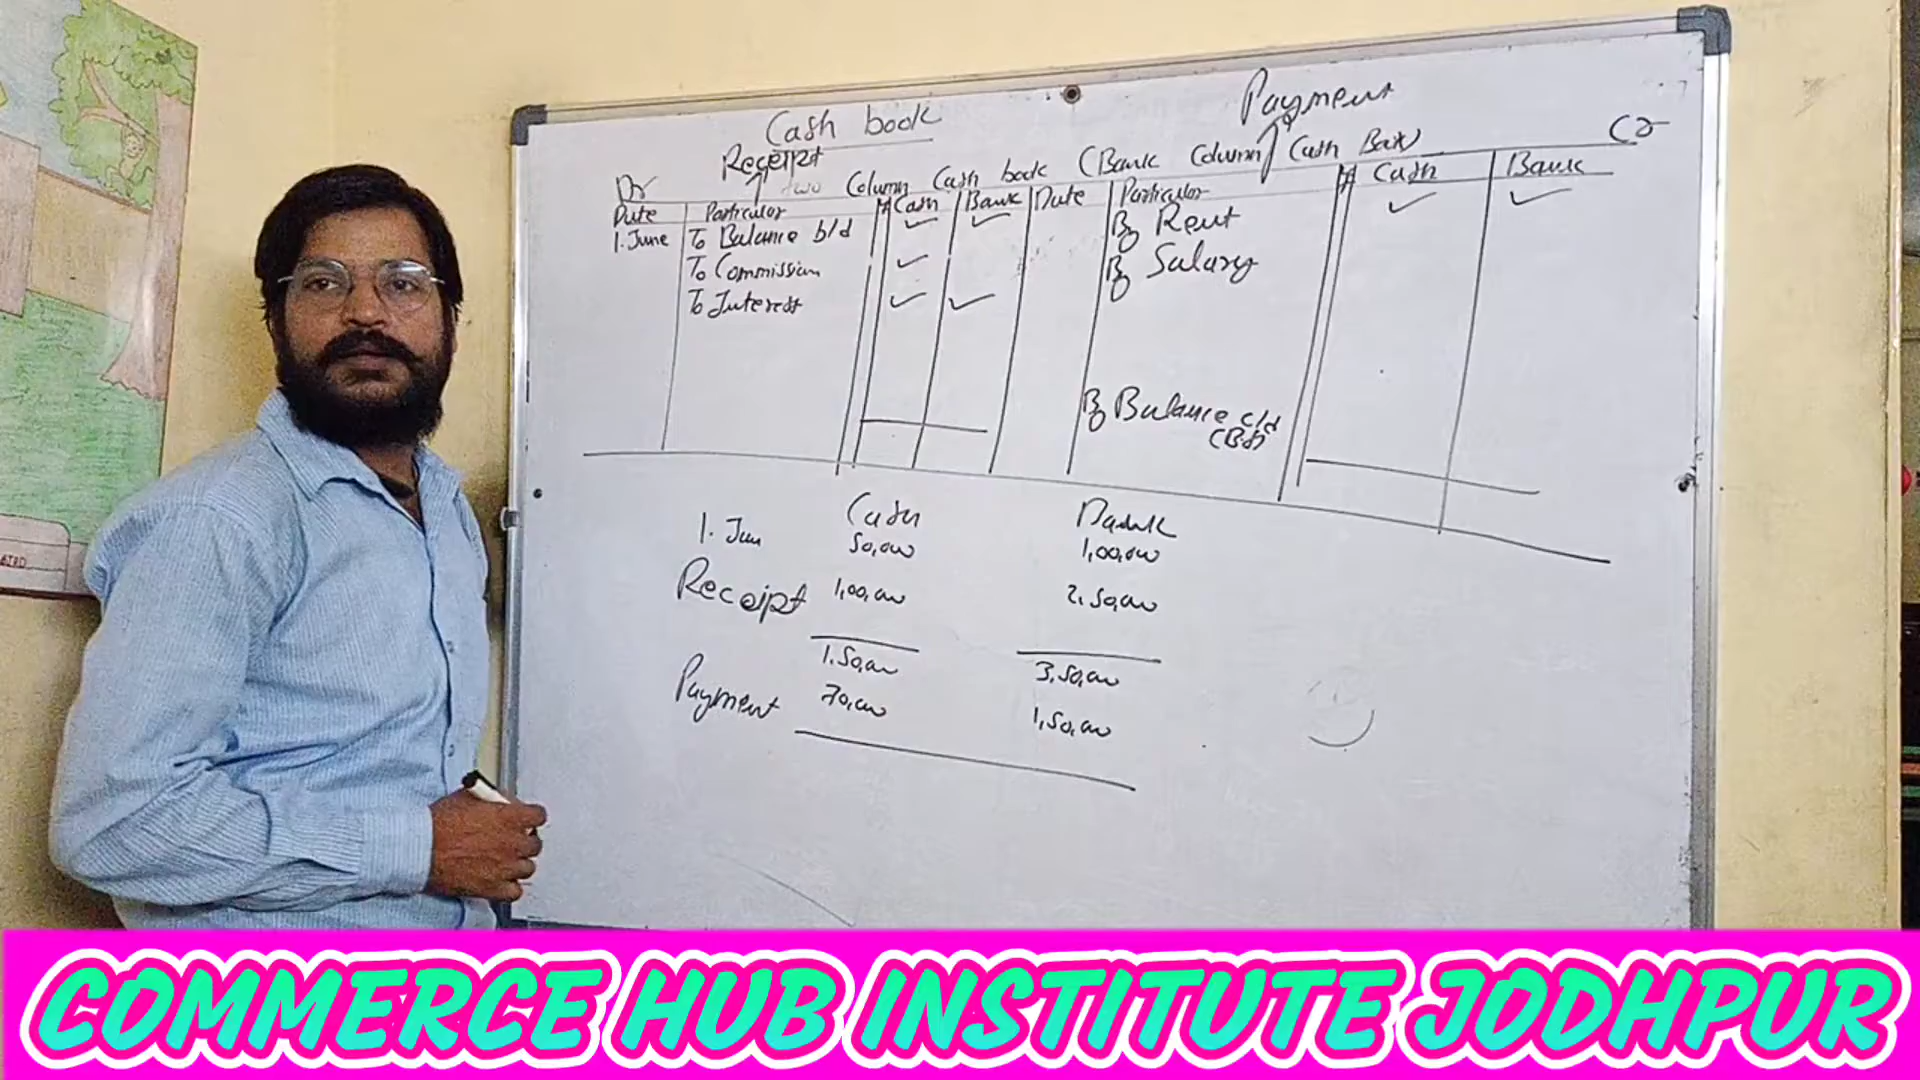 Cash book
Payment
Receipt
Dr two Column Cash book (Bank Column Cash Book Cr
Date Particular Cash Bank Date Particular Cash Bank
1. June To Balance b/d ✓ ✓ By Rent ✓ ✓
To Commission ✓ By Salary
To Interest ✓ ✓
By Balance c/d
(Bd)
Cash Bank
1. Jun 50,000 1,00,000
Receipt 1,00,000 2,50,000
1,50,000 3,50,000
Payment 70,000 1,50,000
COMMERCE HUB INSTITUTE JODHPUR